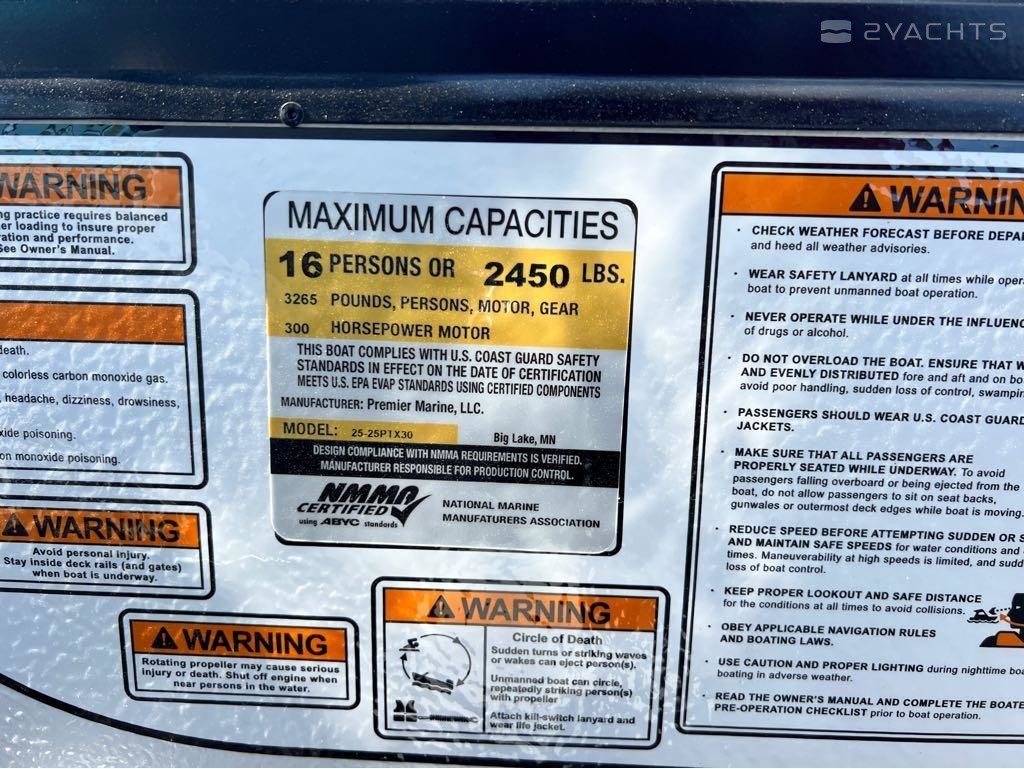 2YACHTS
WARNING
practice requires balanced
loading to insure proper
and performance.
See Owner's Manual.
death.
colorless carbon monoxide gas.
, headache, dizziness, drowsiness,
poisoning.
monoxide poisoning.
WARNING
Avoid personal injury.
Stay inside deck rails (and gates)
when boat is underway.
WARNING
Rotating propeller may cause serious
injury or death. Shut off engine when
near persons in the water.
MAXIMUM CAPACITIES
16 PERSONS OR 2450 LBS.
3265 POUNDS, PERSONS, MOTOR, GEAR
300 HORSEPOWER MOTOR
THIS BOAT COMPLIES WITH U.S. COAST GUARD SAFETY
STANDARDS IN EFFECT ON THE DATE OF CERTIFICATION
MEETS U.S. EPA EVAP STANDARDS USING CERTIFIED COMPONENTS
MANUFACTURER: Premier Marine, LLC.
MODEL: 25-25PTX30 Big Lake, MN
DESIGN COMPLIANCE WITH NMMA REQUIREMENTS IS VERIFIED.
MANUFACTURER RESPONSIBLE FOR PRODUCTION CONTROL.
NMMA
CERTIFIED
using ABYC standards
NATIONAL MARINE
MANUFACTURERS ASSOCIATION
WARNING
Circle of Death
Sudden turns or striking waves
or wakes can eject person(s).
Unmanned boat can circle,
repeatedly striking person(s)
with propeller
Attach kill-switch lanyard and
wear life jacket.
WARNIN
· CHECK WEATHER FORECAST BEFORE
and heed all weather advisories.
· WEAR SAFETY LANYARD at all times while
boat to prevent unmanned boat operation.
· NEVER OPERATE WHILE UNDER THE
of drugs or alcohol.
· DO NOT OVERLOAD THE BOAT. ENSURE THAT
AND EVENLY DISTRIBUTED fore and aft and on
avoid poor handling, sudden loss of control,
· PASSENGERS SHOULD WEAR U.S. COAST GUARD
JACKETS.
· MAKE SURE THAT ALL PASSENGERS ARE
PROPERLY SEATED WHILE UNDERWAY. To avoid
passengers falling overboard or being ejected from the
boat, do not allow passengers to sit on seat backs,
gunwales or outermost deck edges while boat is moving.
· REDUCE SPEED BEFORE ATTEMPTING SUDDEN OR
AND MAINTAIN SAFE SPEEDS for water conditions and
times. Maneuverability at high speeds is limited, and
loss of boat control.
· KEEP PROPER LOOKOUT AND SAFE DISTANCE
for the conditions at all times to avoid collisions.
· OBEY APPLICABLE NAVIGATION RULES
AND BOATING LAWS.
· USE CAUTION AND PROPER LIGHTING during nighttime
boating in adverse weather.
· READ THE OWNER'S MANUAL AND COMPLETE THE
PRE-OPERATION CHECKLIST prior to boat operation.